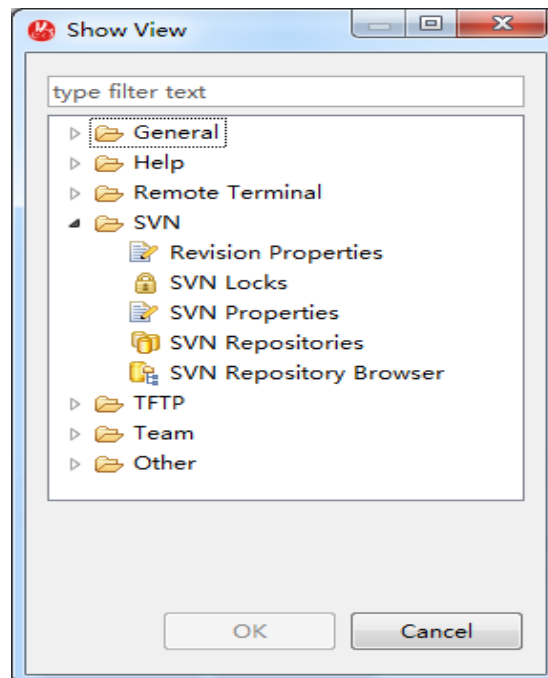 Show View
type filter text
General
Help
Remote Terminal
SVN
Revision Properties
SVN Locks
SVN Properties
SVN Repositories
SVN Repository Browser
TFTP
Team
Other
OK Cancel